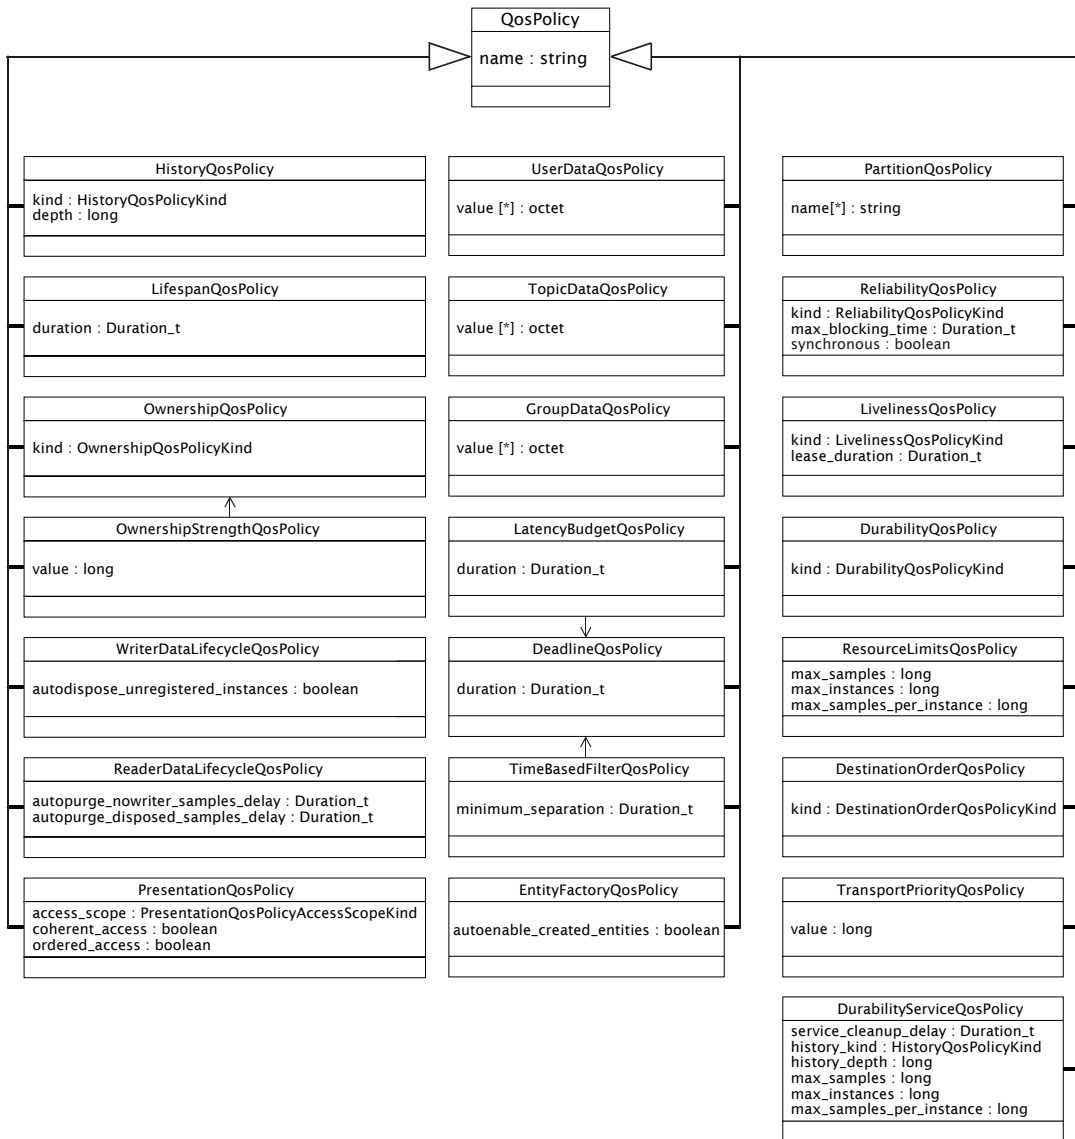 QosPolicy
name : string
HistoryQosPolicy
kind : HistoryQosPolicyKind
depth : long
LifespanQosPolicy
duration : Duration_t
OwnershipQosPolicy
kind : OwnershipQosPolicyKind
OwnershipStrengthQosPolicy
value : long
WriterDataLifecycleQosPolicy
autodispose_unregistered_instances : boolean
ReaderDataLifecycleQosPolicy
autopurge_nowriter_samples_delay : Duration_t
autopurge_disposed_samples_delay : Duration_t
PresentationQosPolicy
access_scope : PresentationQosPolicyAccessScopeKind
coherent_access : boolean
ordered_access : boolean
UserDataQosPolicy
value [*] : octet
TopicDataQosPolicy
value [*] : octet
GroupDataQosPolicy
value [*] : octet
LatencyBudgetQosPolicy
duration : Duration_t
DeadlineQosPolicy
duration : Duration_t
TimeBasedFilterQosPolicy
minimum_separation : Duration_t
EntityFactoryQosPolicy
autoenable_created_entities : boolean
PartitionQosPolicy
name[*] : string
ReliabilityQosPolicy
kind : ReliabilityQosPolicyKind
max_blocking_time : Duration_t
synchronous : boolean
LivelinessQosPolicy
kind : LivelinessQosPolicyKind
lease_duration : Duration_t
DurabilityQosPolicy
kind : DurabilityQosPolicyKind
ResourceLimitsQosPolicy
max_samples : long
max_instances : long
max_samples_per_instance : long
DestinationOrderQosPolicy
kind : DestinationOrderQosPolicyKind
TransportPriorityQosPolicy
value : long
DurabilityServiceQosPolicy
service_cleanup_delay : Duration_t
history_kind : HistoryQosPolicyKind
history_depth : long
max_samples : long
max_instances : long
max_samples_per_instance : long